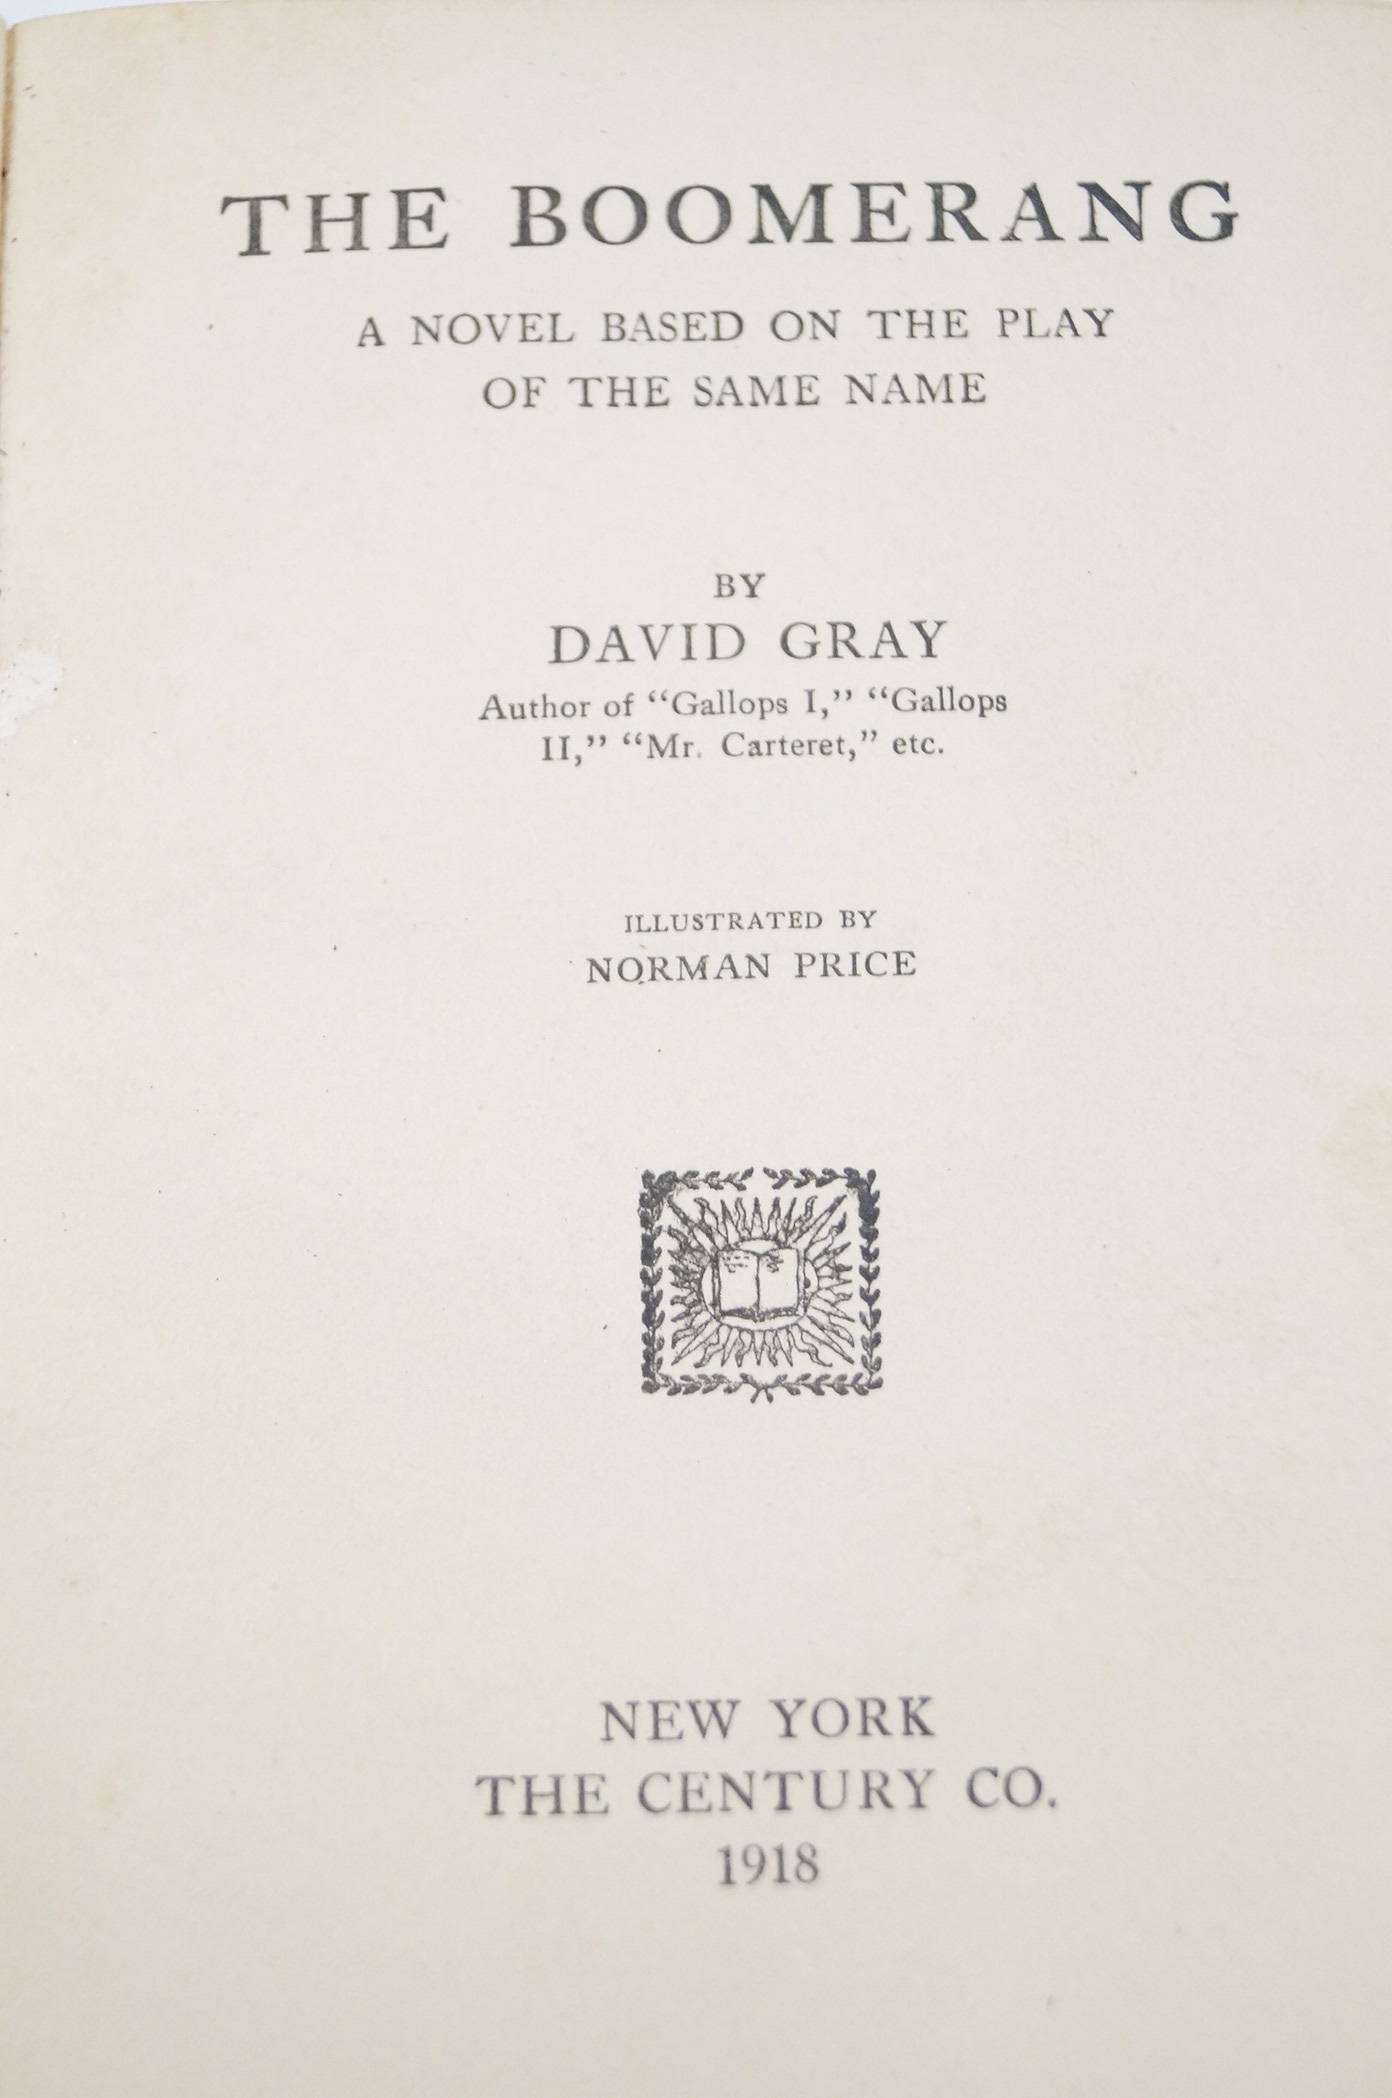 THE BOOMERANG
A NOVEL BASED ON THE PLAY
OF THE SAME NAME
BY
DAVID GRAY
Author of “Gallops I,” “Gallops
II,” “Mr. Carteret,” etc.
ILLUSTRATED BY
NORMAN PRICE
NEW YORK
THE CENTURY CO.
1918